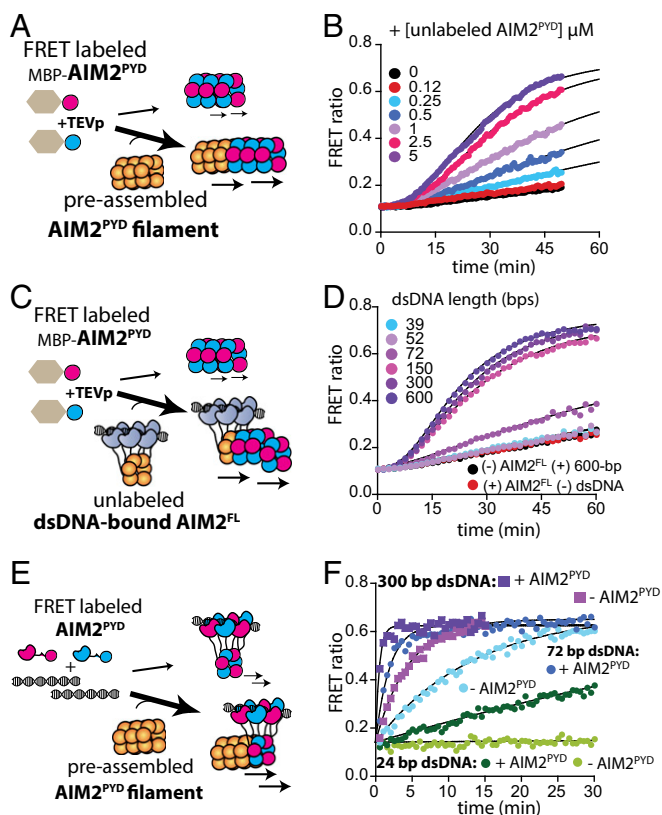 A
FRET labeled
MBP-AIM2PYD
+TEVp
pre-assembled
AIM2PYD filament
B
+ [unlabeled AIM2PYD] μM
0
0.12
0.25
0.5
1
2.5
5
FRET ratio
0.8
0.6
0.4
0.2
0
0 15 30 45 60
time (min)
C
FRET labeled
MBP-AIM2PYD
+TEVp
unlabeled
dsDNA-bound AIM2FL
D
dsDNA length (bps)
39
52
72
150
300
600
FRET ratio
0.8
0.6
0.4
0.2
0
(-) AIM2FL (+) 600-bp
(+) AIM2FL (-) dsDNA
0 15 30 45 60
time (min)
E
FRET labeled
AIM2PYD
+
pre-assembled
AIM2PYD filament
F
300 bp dsDNA: + AIM2PYD
- AIM2PYD
72 bp dsDNA:
+ AIM2PYD
- AIM2PYD
24 bp dsDNA: + AIM2PYD - AIM2PYD
FRET ratio
0.8
0.6
0.4
0.2
0
0 5 10 15 20 25 30
time (min)